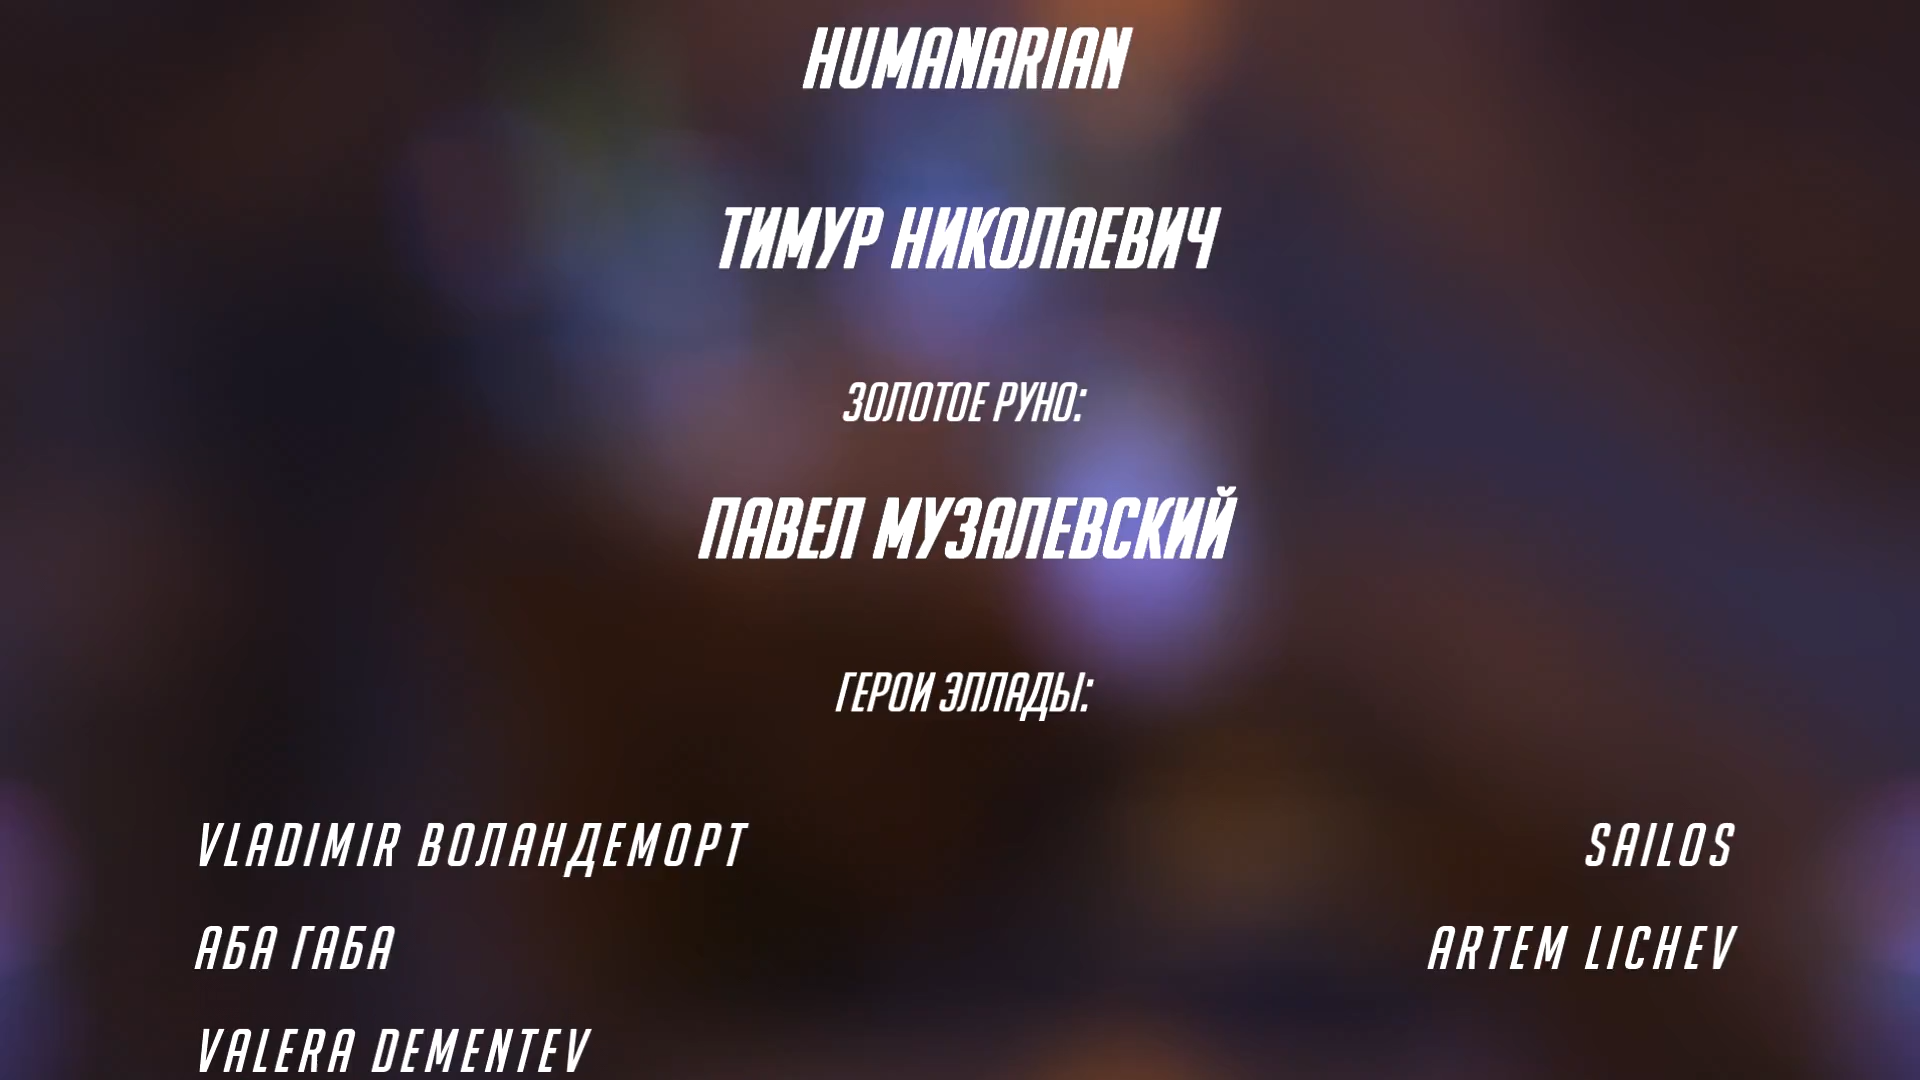 HUMANARIAN
ТИМУР НИКОЛАЕВИЧ
ЗОЛОТОЕ РУНО:
ПАВЕЛ МУЗАЛЕВСКИЙ
ГЕРОИ ЭЛЛАДЫ:
VLADIMIR ВОЛАНДЕМОРТ
SAILOS
АБА ГАБА
ARTEM LICHEV
VALERA DEMENTEV